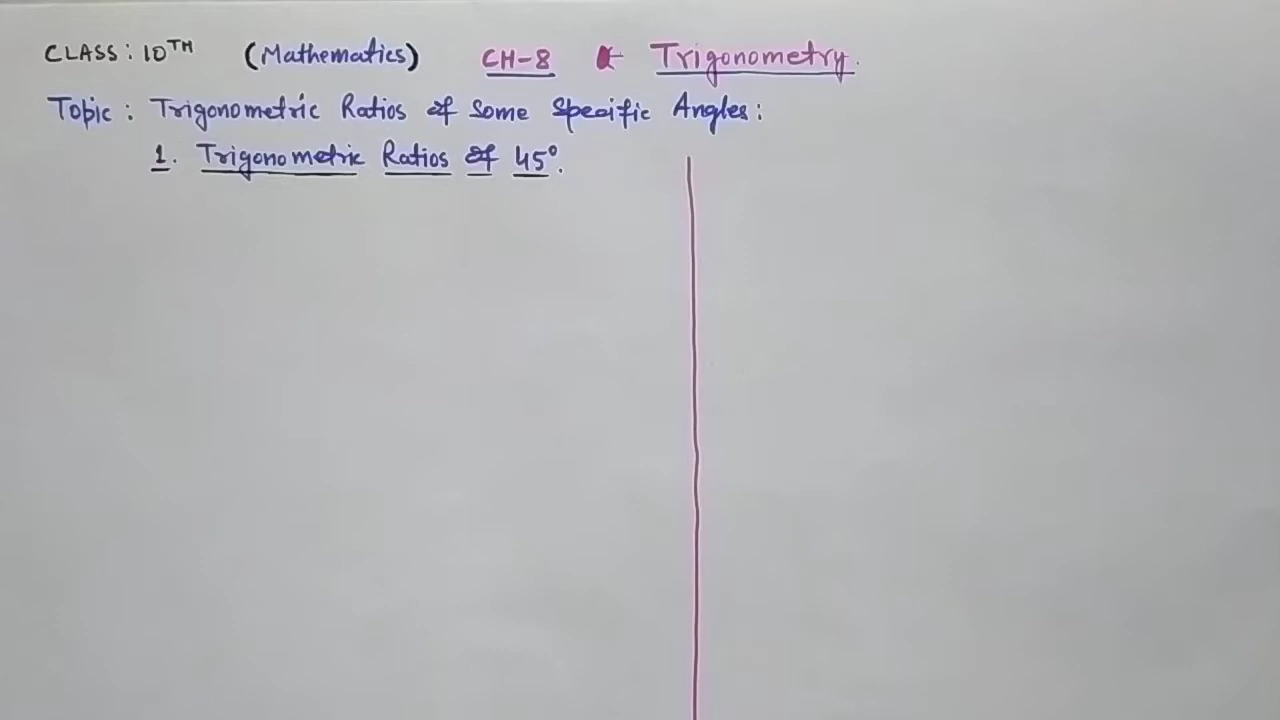 CLASS: 10TH (Mathematics) CH-8 Trigonometry.
Topic: Trigonometric Ratios of Some Specific Angles:
1. Trigonometric Ratios of 45°.